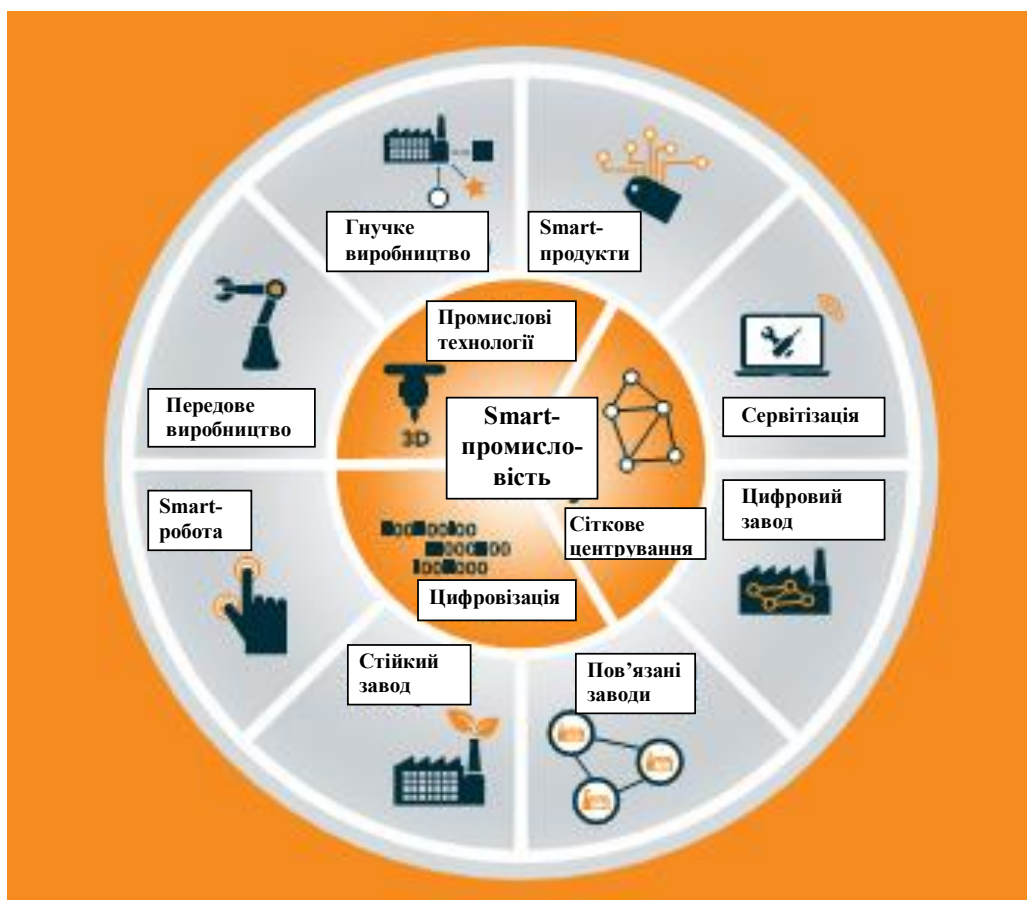 Гнучке
виробництво
Smart-
продукти
Промислові
технології
Передове
виробництво
3D
Smart-
промисло-
вість
Сервітізація
Smart-
робота
Цифровий
завод
Сіткове
центрування
Цифровізація
Стійкий
завод
Пов’язані
заводи